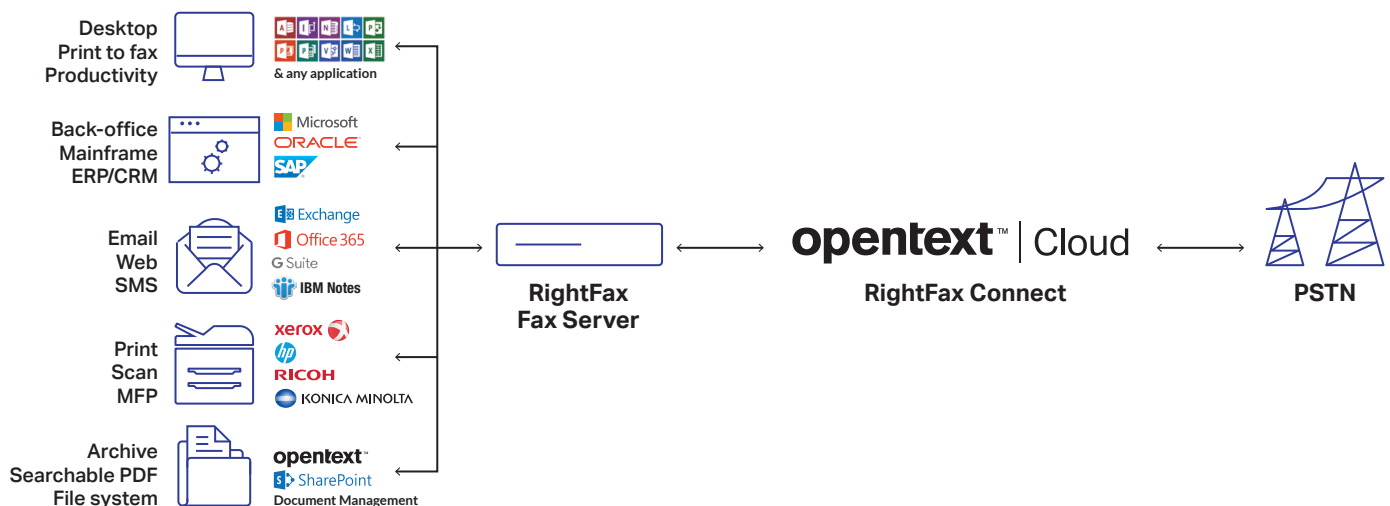 Desktop
Print to fax
Productivity
A I N L P
P P V W X
& any application
Back-office
Mainframe
ERP/CRM
Microsoft
ORACLE
SAP
Email
Web
SMS
E Exchange
Office 365
G Suite
IBM Notes
Print
Scan
MFP
xerox
hp
RICOH
KONICA MINOLTA
Archive
Searchable PDF
File system
opentext™
S SharePoint
Document Management
RightFax
Fax Server
opentext™ | Cloud
RightFax Connect
PSTN